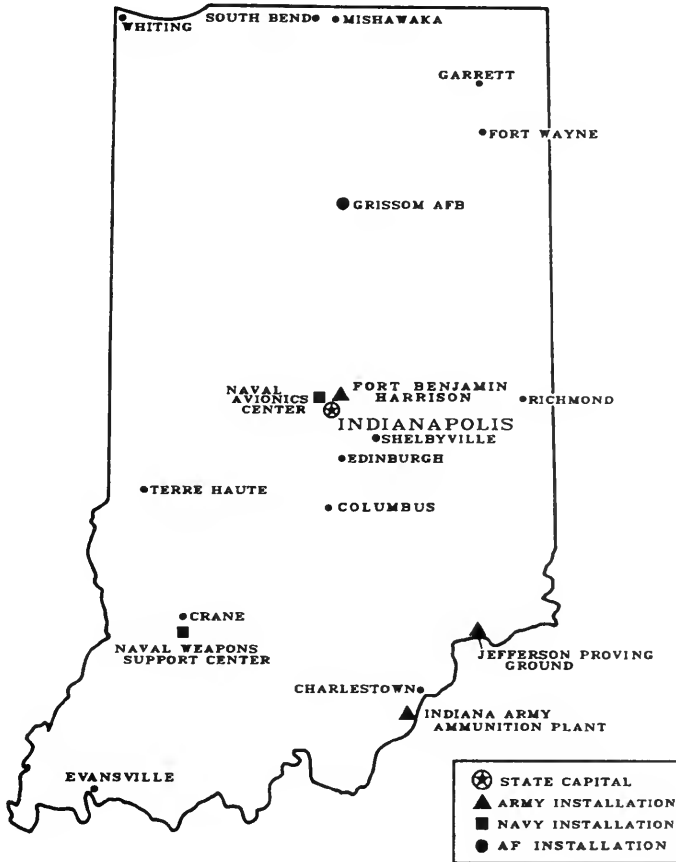 SOUTH BEND
MISHAWAKA
WHITING
GARRETT
FORT WAYNE
GRISSOM AFB
NAVAL
AVIONICS
CENTER
FORT BENJAMIN
HARRISON
RICHMOND
INDIANAPOLIS
SHELBYVILLE
EDINBURGH
TERRE HAUTE
COLUMBUS
CRANE
NAVAL WEAPONS
SUPPORT CENTER
JEFFERSON PROVING
GROUND
CHARLESTOWN
INDIANA ARMY
AMMUNITION PLANT
EVANSVILLE
STATE CAPITAL
ARMY INSTALLATION
NAVY INSTALLATION
AF INSTALLATION